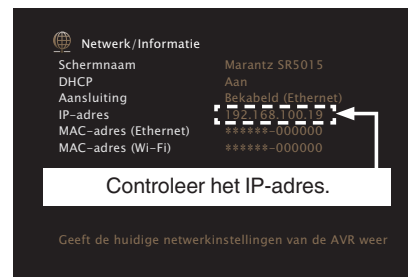 Netwerk/Informatie
Schermnaam Marantz SR5015
DHCP Aan
Aansluiting Bekabeld (Ethernet)
IP-adres 192.168.100.19
MAC-adres (Ethernet) ******-000000
MAC-adres (Wi-Fi) ******-000000
Controleer het IP-adres.
Geeft de huidige netwerkinstellingen van de AVR weer